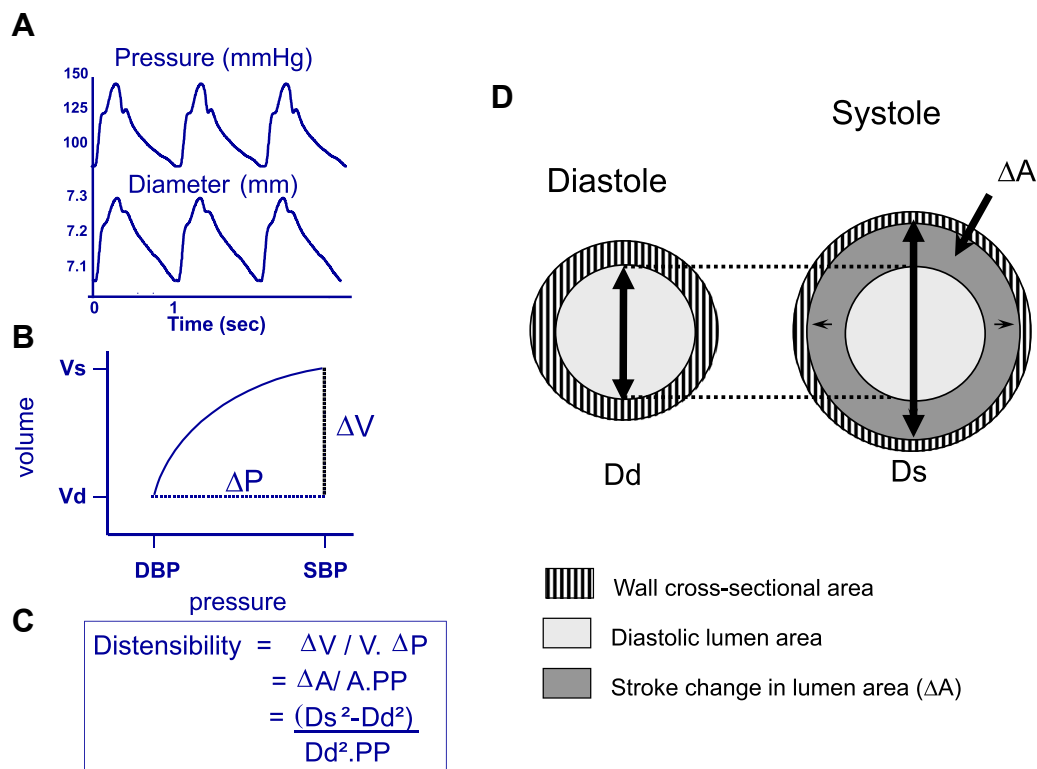 A
Pressure (mmHg)
150
125
100
Diameter (mm)
7.3
7.2
7.1
0 1
Time (sec)
B
Vs
volume
ΔV
ΔP
Vd
DBP SBP
pressure
C
Distensibility = ΔV / V. ΔP
= ΔA/ A.PP
= (Ds²-Dd²)
Dd².PP
D
Systole
Diastole
ΔA
Dd
Ds
Wall cross-sectional area
Diastolic lumen area
Stroke change in lumen area (ΔA)